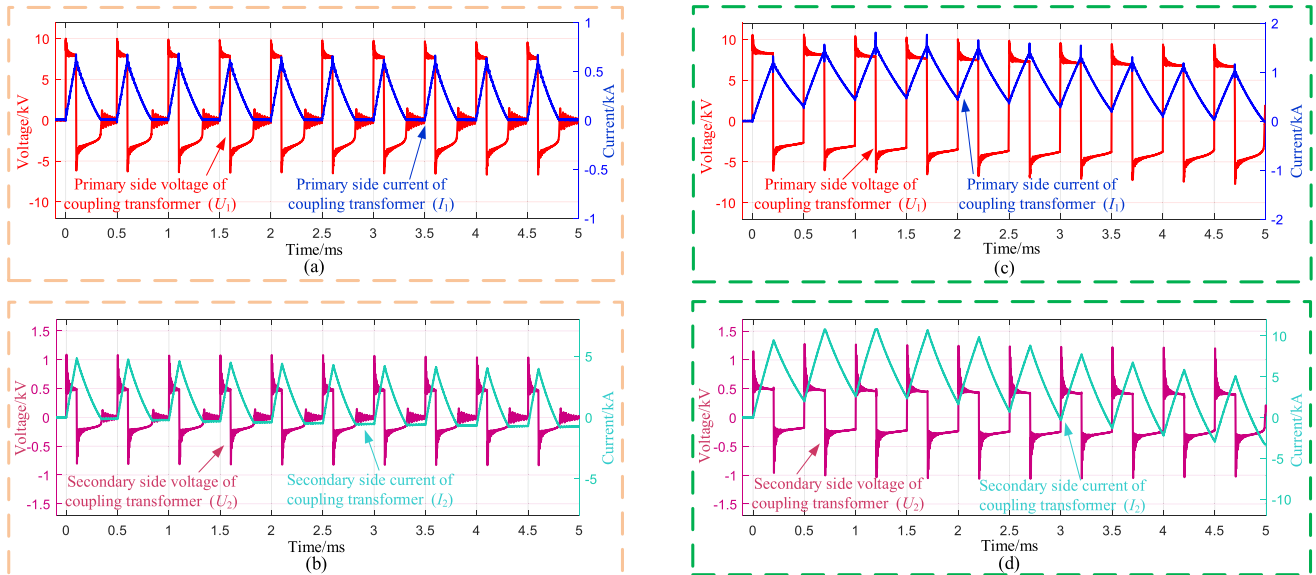 10
5
0
-5
-10
Voltage/kV
1
0.5
0
-0.5
-1
Current/kA
Primary side voltage of
coupling transformer (U1)
Primary side current of
coupling transformer (I1)
0 0.5 1 1.5 2 2.5 3 3.5 4 4.5 5
Time/ms
(a)
1.5
1
0.5
0
-0.5
-1
-1.5
Voltage/kV
5
0
-5
Current/kA
Secondary side voltage of
coupling transformer (U2)
Secondary side current of
coupling transformer (I2)
0 0.5 1 1.5 2 2.5 3 3.5 4 4.5 5
Time/ms
(b)
10
5
0
-5
-10
Voltage/kV
2
1
0
-1
-2
Current/kA
Primary side voltage of
coupling transformer (U1)
Primary side current of
coupling transformer (I1)
0 0.5 1 1.5 2 2.5 3 3.5 4 4.5 5
Time/ms
(c)
1.5
1
0.5
0
-0.5
-1
-1.5
Voltage/kV
10
5
0
-5
-10
Current/kA
Secondary side voltage of
coupling transformer (U2)
Secondary side current of
coupling transformer (I2)
0 0.5 1 1.5 2 2.5 3 3.5 4 4.5 5
Time/ms
(d)